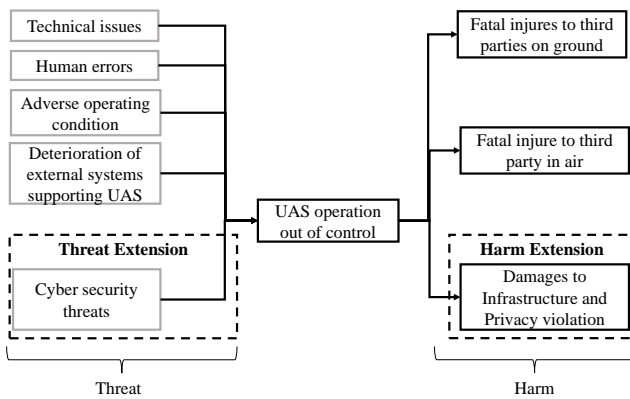 Technical issues
Human errors
Adverse operating
condition
Deterioration of
external systems
supporting UAS
Threat Extension
Cyber security
threats
Threat
UAS operation
out of control
Fatal injures to third
parties on ground
Fatal injure to third
party in air
Harm Extension
Damages to
Infrastructure and
Privacy violation
Harm